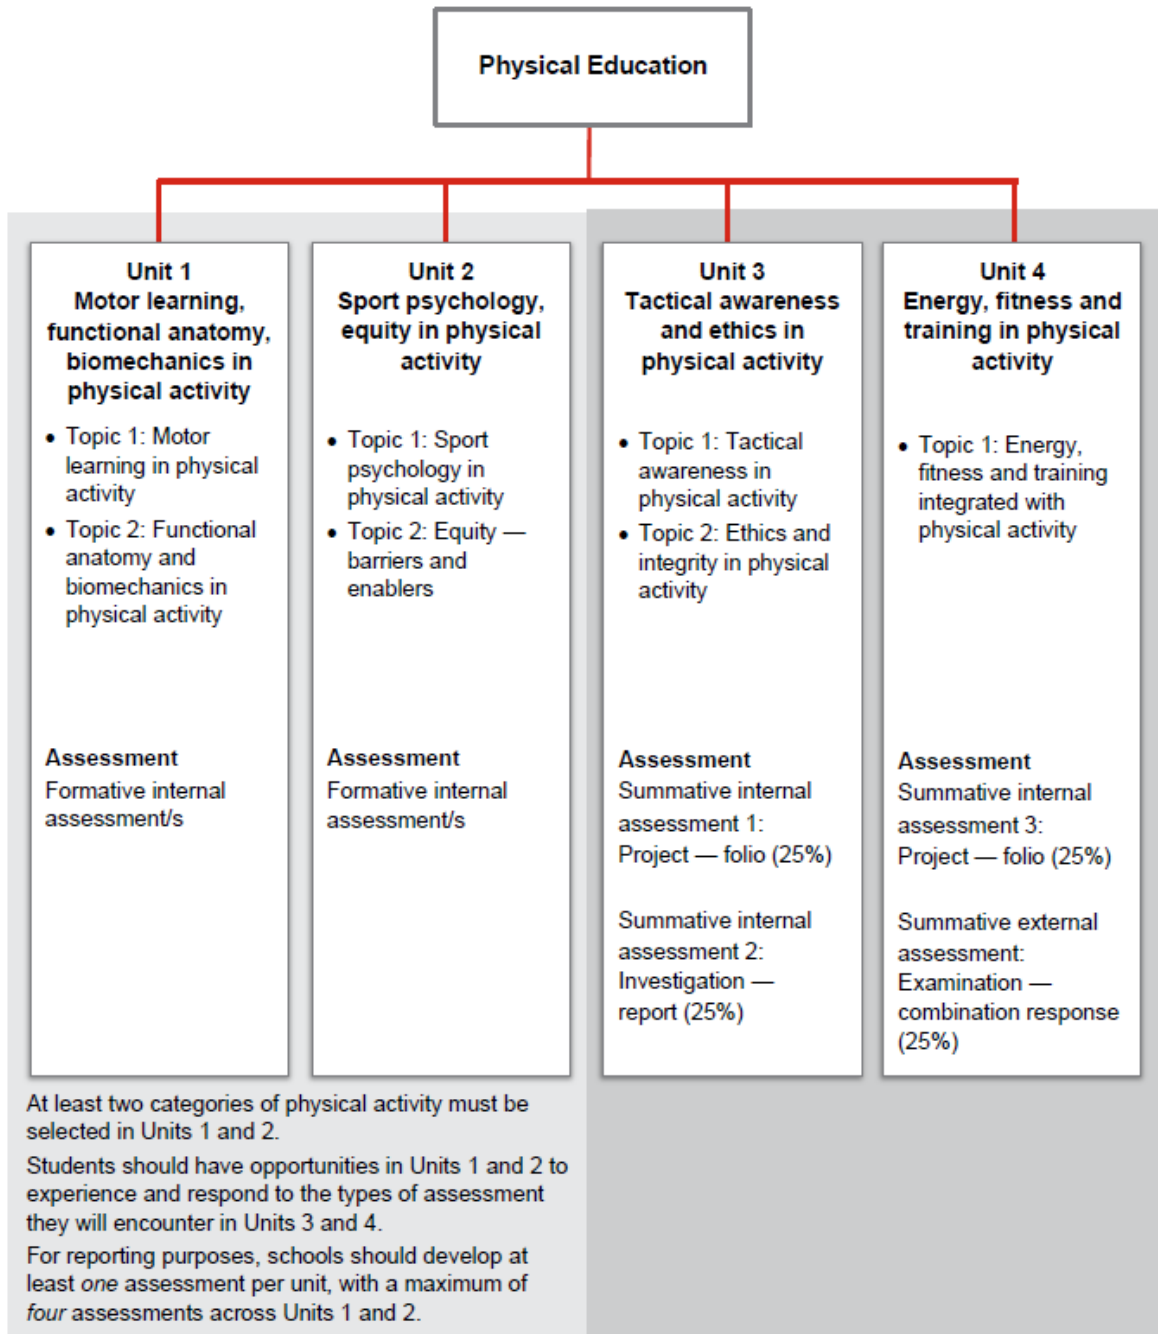 Physical Education
Unit 1
Motor learning,
functional anatomy,
biomechanics in
physical activity
• Topic 1: Motor
learning in physical
activity
• Topic 2: Functional
anatomy and
biomechanics in
physical activity
Assessment
Formative internal
assessment/s
Unit 2
Sport psychology,
equity in physical
activity
• Topic 1: Sport
psychology in
physical activity
• Topic 2: Equity —
barriers and
enablers
Assessment
Formative internal
assessment/s
Unit 3
Tactical awareness
and ethics in
physical activity
• Topic 1: Tactical
awareness in
physical activity
• Topic 2: Ethics and
integrity in physical
activity
Assessment
Summative internal
assessment 1:
Project — folio (25%)
Summative internal
assessment 2:
Investigation —
report (25%)
Unit 4
Energy, fitness and
training in physical
activity
• Topic 1: Energy,
fitness and training
integrated with
physical activity
Assessment
Summative internal
assessment 3:
Project — folio (25%)
Summative external
assessment:
Examination —
combination response
(25%)
At least two categories of physical activity must be
selected in Units 1 and 2.
Students should have opportunities in Units 1 and 2 to
experience and respond to the types of assessment
they will encounter in Units 3 and 4.
For reporting purposes, schools should develop at
least one assessment per unit, with a maximum of
four assessments across Units 1 and 2.